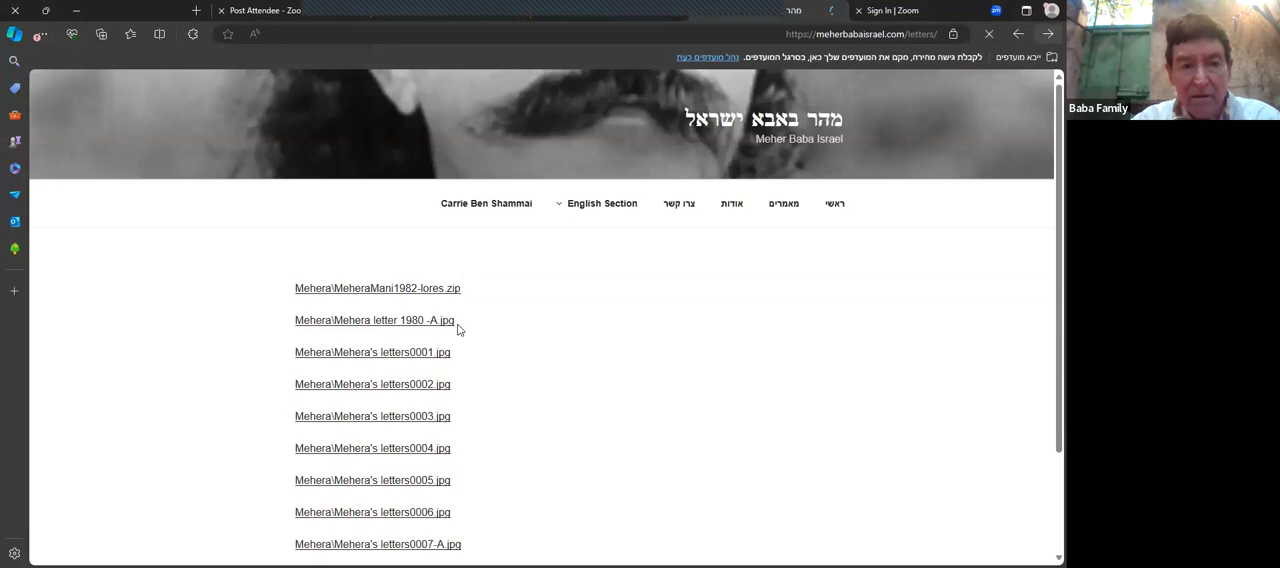 Post Attendee - Zoo
מהר
Sign In | Zoom
https://meherbabaisrael.com/letters/
לקבלת גישה מהירה, מקם את המועדפים שלך כאן, בסרגל המועדפים. נהל מועדפים כעת
ייבא מועדפים
מהר באבא ישראל
Meher Baba Israel
Baba Family
ראשי
מאמרים
אודות
צרו קשר
English Section
Carrie Ben Shammai
Mehera\MeheraMani1982-lores.zip
Mehera\Mehera letter 1980 -A.jpg
Mehera\Mehera's letters0001.jpg
Mehera\Mehera's letters0002.jpg
Mehera\Mehera's letters0003.jpg
Mehera\Mehera's letters0004.jpg
Mehera\Mehera's letters0005.jpg
Mehera\Mehera's letters0006.jpg
Mehera\Mehera's letters0007-A.jpg